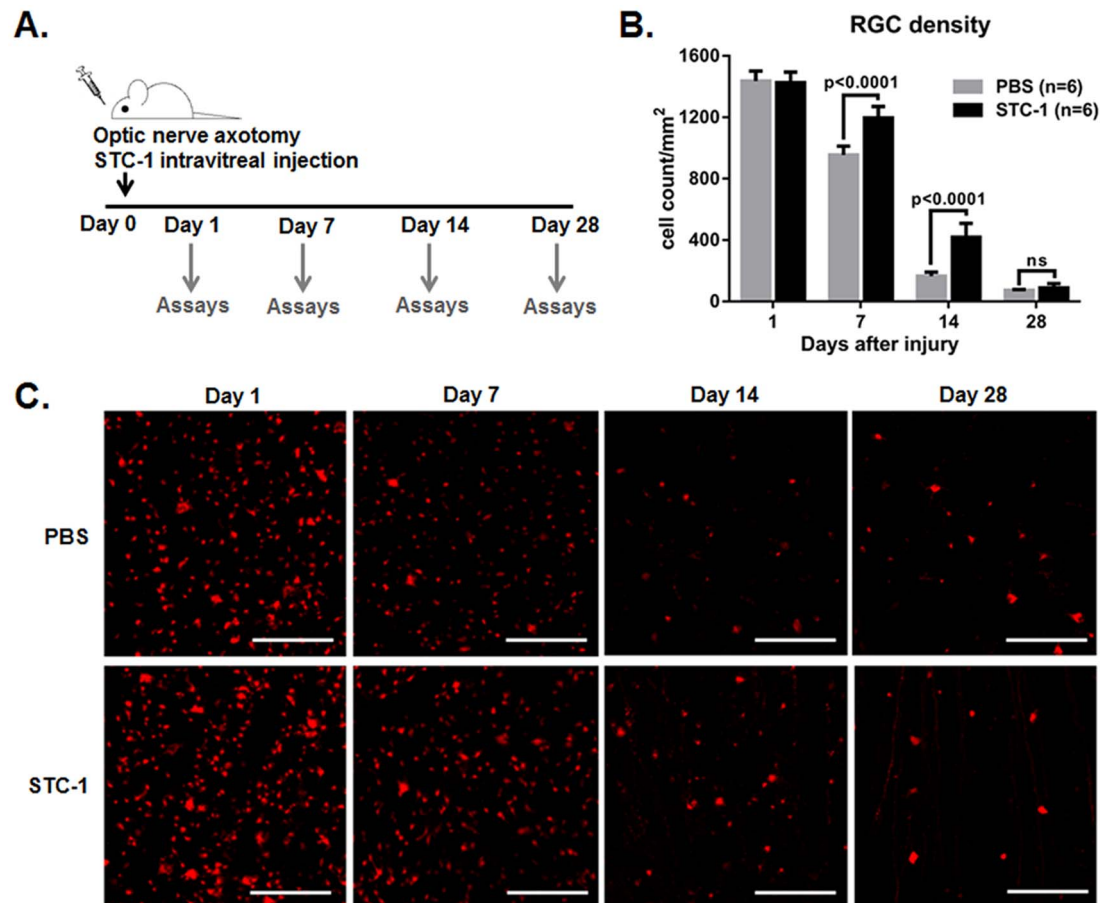 A.
Optic nerve axotomy
STC-1 intravitreal injection
Day 0 Day 1 Day 7 Day 14 Day 28
Assays Assays Assays Assays
B.
RGC density
1600
1200
800
400
0
cell count/mm²
p<0.0001
p<0.0001
ns
PBS (n=6)
STC-1 (n=6)
1 7 14 28
Days after injury
C.
Day 1 Day 7 Day 14 Day 28
PBS
STC-1